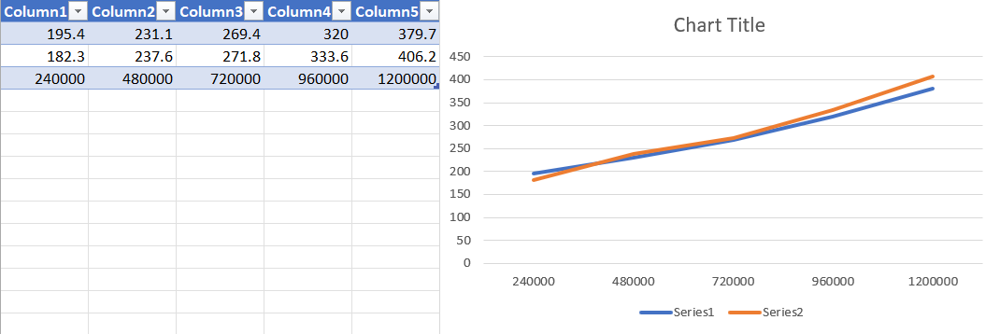 Column1 Column2 Column3 Column4 Column5
195.4 231.1 269.4 320 379.7
182.3 237.6 271.8 333.6 406.2
240000 480000 720000 960000 1200000
Chart Title
450
400
350
300
250
200
150
100
50
0
240000 480000 720000 960000 1200000
Series1 Series2